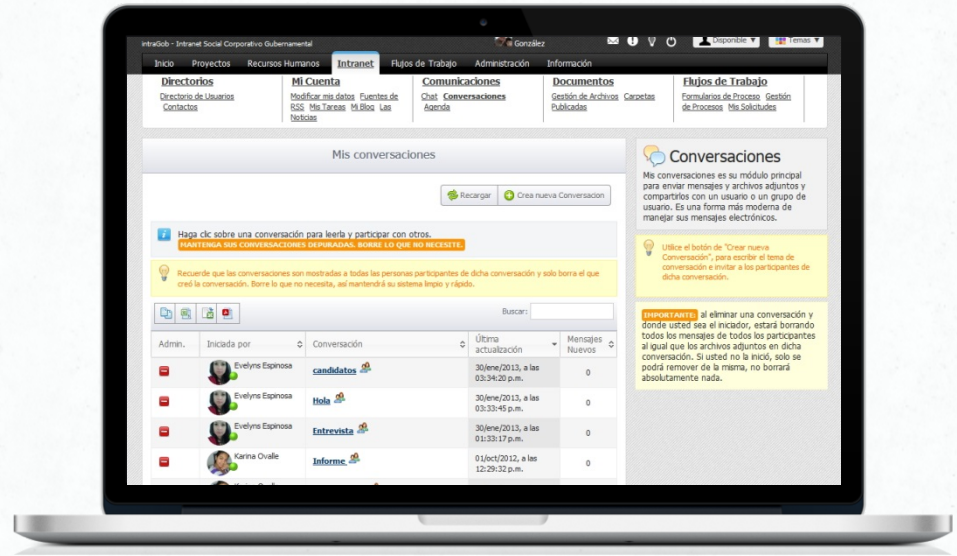 intraGob - Intranet Social Corporativo Gubernamental
González
Disponible ▼
Temas ▼
Inicio Proyectos Recursos Humanos Intranet Flujos de Trabajo Administración Información
Directorios
Directorio de Usuarios
Contactos
Mi Cuenta
Modificar mis datos Fuentes de
RSS Mis Tareas Mi Blog Las
Noticias
Comunicaciones
Chat Conversaciones
Agenda
Documentos
Gestión de Archivos Carpetas
Publicadas
Flujos de Trabajo
Formularios de Proceso Gestión
de Procesos Mis Solicitudes
Mis conversaciones
Recargar
Crea nueva Conversacion
Haga clic sobre una conversación para leerla y participar con otros.
MANTENGA SUS CONVERSACIONES DEPURADAS. BORRE LO QUE NO NECESITE.
Recuerde que las conversaciones son mostradas a todas las personas participantes de dicha conversación y solo borra el que
creó la conversación. Borre lo que no necesita, así mantendrá su sistema limpio y rápido.
Buscar:
Admin. Iniciada por Conversación Última actualización Mensajes Nuevos
Evelyns Espinosa candidatos 30/ene/2013, a las 03:34:20 p.m. 0
Evelyns Espinosa Hola 30/ene/2013, a las 03:33:45 p.m. 0
Evelyns Espinosa Entrevista 30/ene/2013, a las 01:33:17 p.m. 0
Karina Ovalle Informe 01/oct/2012, a las 12:29:32 p.m. 0
Conversaciones
Mis conversaciones es su módulo principal
para enviar mensajes y archivos adjuntos y
compartirlos con un usuario o un grupo de
usuario. Es una forma más moderna de
manejar sus mensajes electrónicos.
Utilice el botón de "Crear nueva
Conversación", para escribir el tema de
conversación e invitar a los participantes de
dicha conversación.
IMPORTANTE: al eliminar una conversación y
donde usted sea el iniciador, estará borrando
todos los mensajes de todos los participantes
al igual que los archivos adjuntos en dicha
conversación. Si usted no la inició, solo se
podrá remover de la misma, no borrará
absolutamente nada.